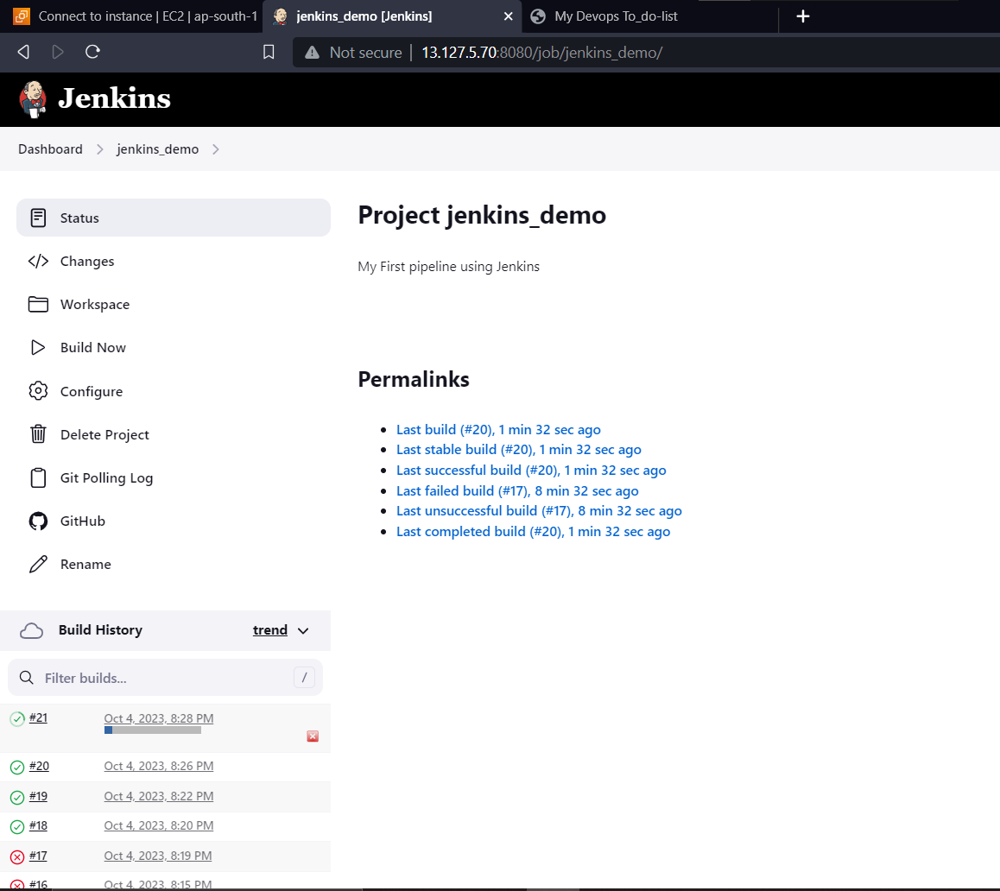 Connect to instance | EC2 | ap-south-1
jenkins_demo [Jenkins]
My Devops To_do-list
Not secure
13.127.5.70:8080/job/jenkins_demo/
Jenkins
Dashboard
jenkins_demo
Status
Changes
Workspace
Build Now
Configure
Delete Project
Git Polling Log
GitHub
Rename
Build History
trend
Filter builds...
/
#21
Oct 4, 2023, 8:28 PM
#20
Oct 4, 2023, 8:26 PM
#19
Oct 4, 2023, 8:22 PM
#18
Oct 4, 2023, 8:20 PM
#17
Oct 4, 2023, 8:19 PM
#16
Oct 4, 2023, 8:15 PM
Project jenkins_demo
My First pipeline using Jenkins
Permalinks
Last build (#20), 1 min 32 sec ago
Last stable build (#20), 1 min 32 sec ago
Last successful build (#20), 1 min 32 sec ago
Last failed build (#17), 8 min 32 sec ago
Last unsuccessful build (#17), 8 min 32 sec ago
Last completed build (#20), 1 min 32 sec ago